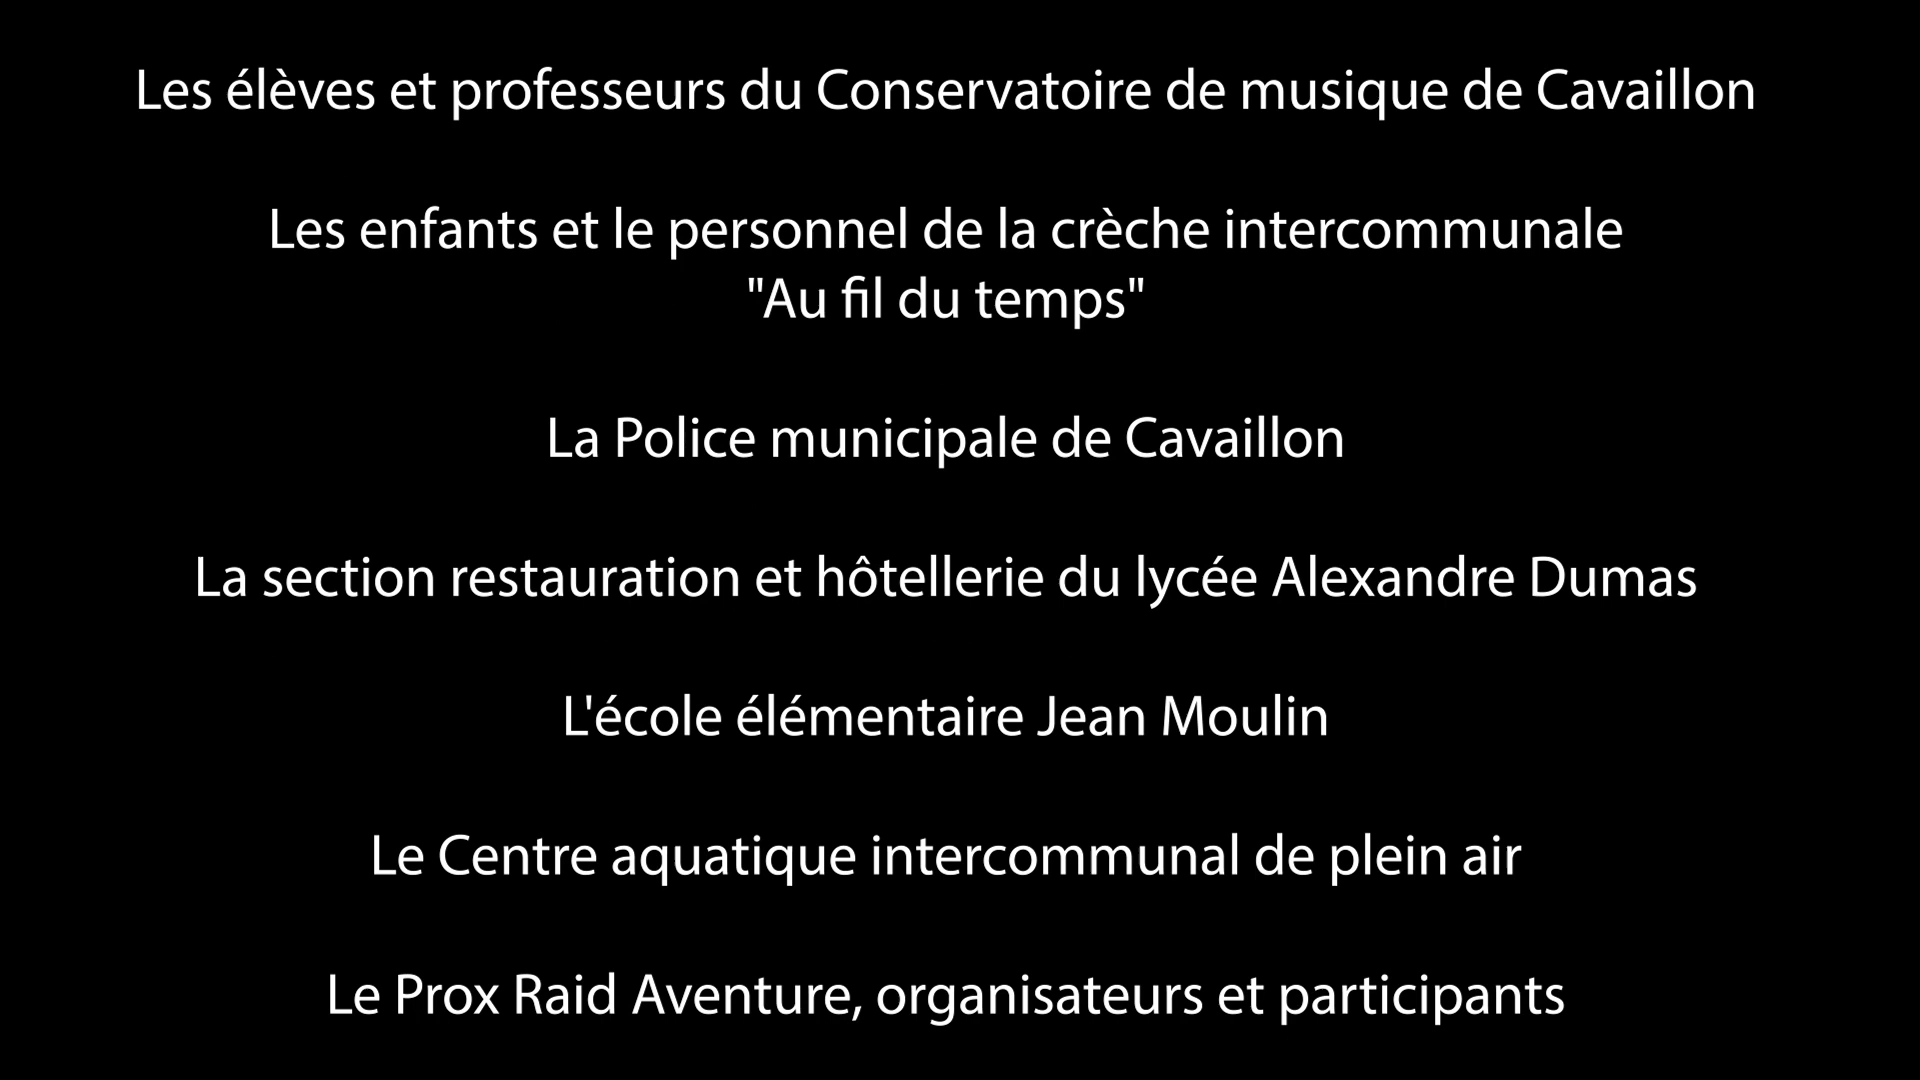 Les élèves et professeurs du Conservatoire de musique de Cavaillon
Les enfants et le personnel de la crèche intercommunale
"Au fil du temps"
La Police municipale de Cavaillon
La section restauration et hôtellerie du lycée Alexandre Dumas
L'école élémentaire Jean Moulin
Le Centre aquatique intercommunal de plein air
Le Prox Raid Aventure, organisateurs et participants